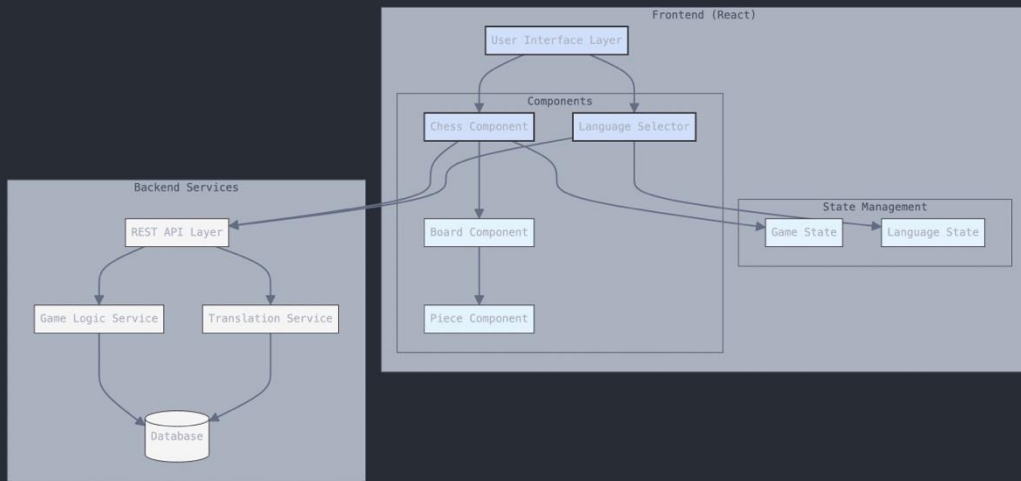 Frontend (React)
User Interface Layer
Components
Chess Component
Language Selector
Backend Services
State Management
REST API Layer
Board Component
Game State
Language State
Game Logic Service
Translation Service
Piece Component
Database